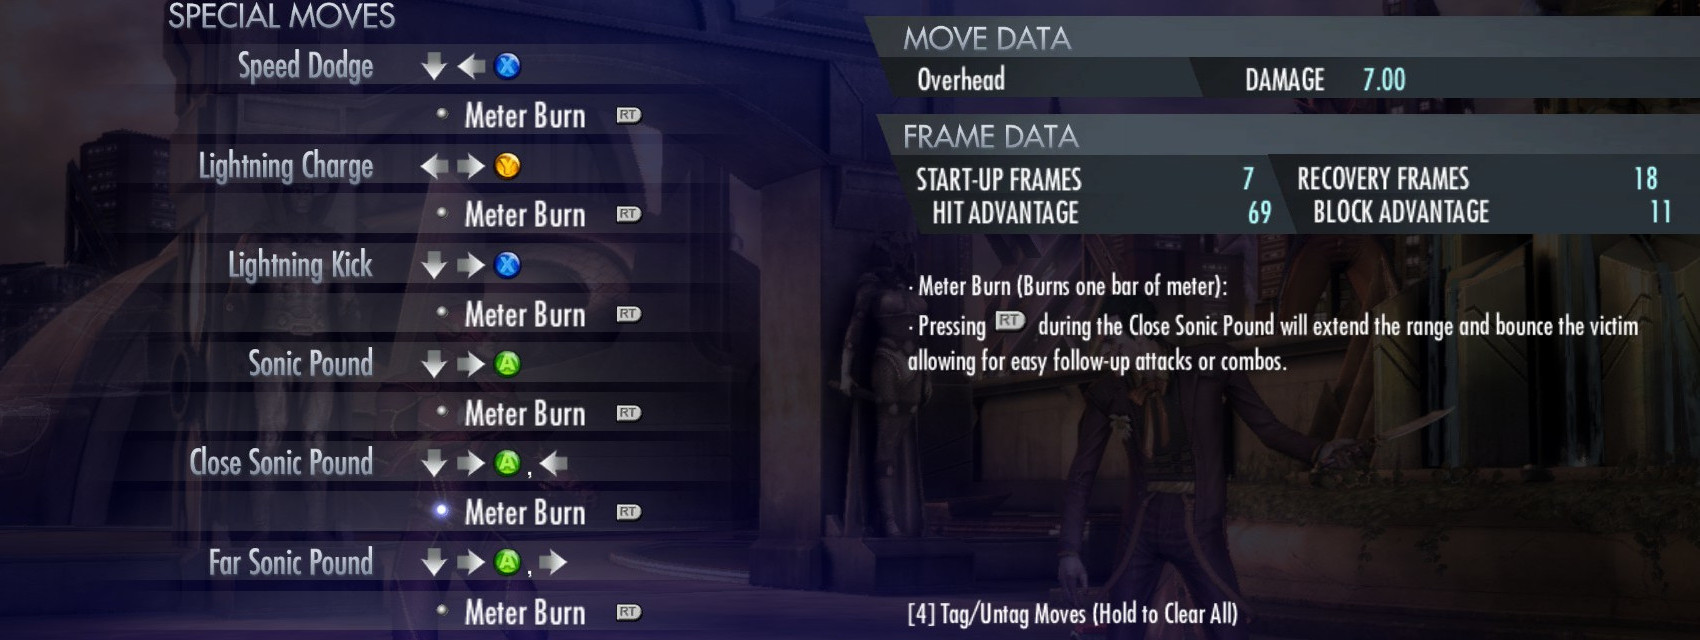 SPECIAL MOVES
Speed Dodge X
Meter Burn RT
Lightning Charge Y
Meter Burn RT
Lightning Kick X
Meter Burn RT
Sonic Pound A
Meter Burn RT
Close Sonic Pound A ,
Meter Burn RT
Far Sonic Pound A ,
Meter Burn RT
MOVE DATA
Overhead DAMAGE 7.00
FRAME DATA
START-UP FRAMES 7 RECOVERY FRAMES 18
HIT ADVANTAGE 69 BLOCK ADVANTAGE 11
· Meter Burn (Burns one bar of meter):
· Pressing RT during the Close Sonic Pound will extend the range and bounce the victim
allowing for easy follow-up attacks or combos.
[4] Tag/Untag Moves (Hold to Clear All)